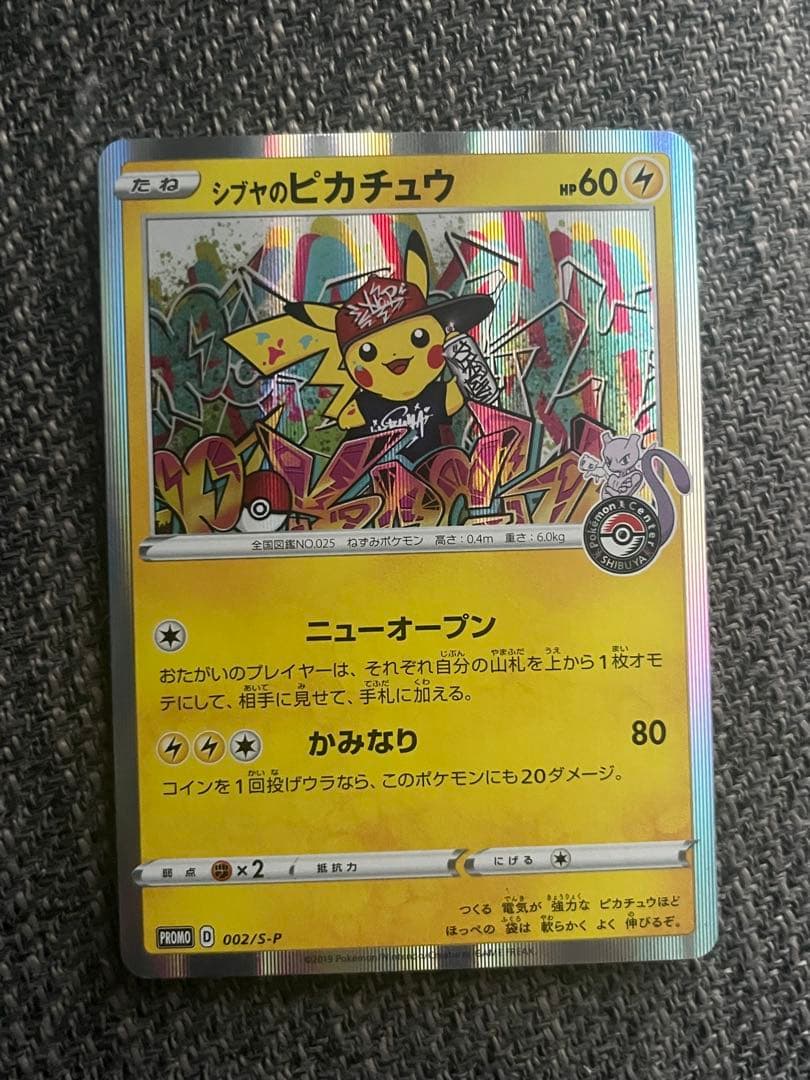 たね シブヤのピカチュウ HP60
全国図鑑NO.025 ねずみポケモン 高さ：0.4m 重さ：6.0kg
Pokémon Center
SHIBUYA
ニューオープン
おたがいのプレイヤーは、それぞれ自分の山札を上から1枚オモ
テにして、相手に見せて、手札に加える。
かみなり 80
コインを1回投げウラなら、このポケモンにも20ダメージ。
弱点 ×2 抵抗力 にげる
つくる 電気が 強力な ピカチュウほど
ほっぺの 袋は 軟らかく よく 伸びるぞ。
PROMO D 002/S-P
©2019 Pokémon/Nintendo/Creatures/GAME FREAK.